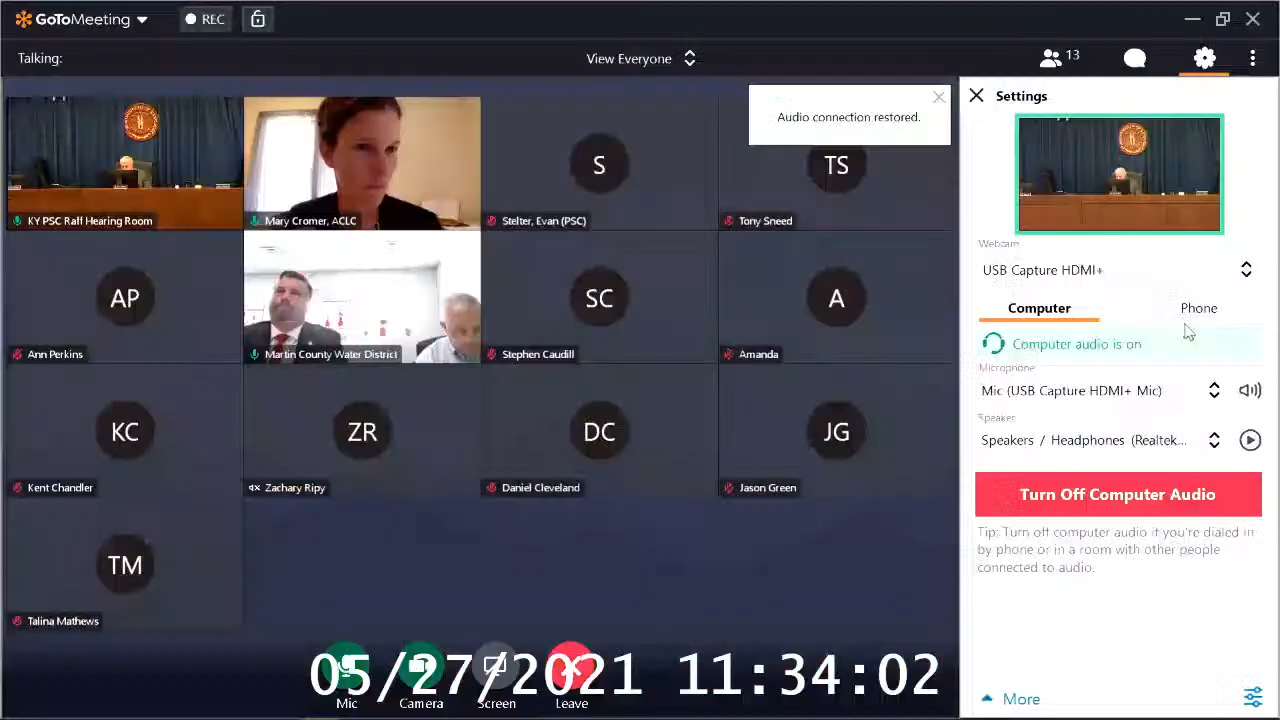 GoToMeeting
REC
Talking:
View Everyone
13
Audio connection restored.
Settings
KY PSC Raff Hearing Room
Mary Cromer, ACLC
S
Stelter, Evan (PSC)
TS
Tony Sneed
Webcam
USB Capture HDMI+
AP
Ann Perkins
Martin County Water District
SC
Stephen Caudill
A
Amanda
Computer
Phone
Computer audio is on
Microphone
Mic (USB Capture HDMI+ Mic)
Speaker
Speakers / Headphones (Realtek...
KC
Kent Chandler
ZR
Zachary Ripy
DC
Daniel Cleveland
JG
Jason Green
Turn Off Computer Audio
Tip: Turn off computer audio if you're dialed in
by phone or in a room with other people
connected to audio.
TM
Talina Mathews
05/27/2021 11:34:02
Mic
Camera
Screen
More